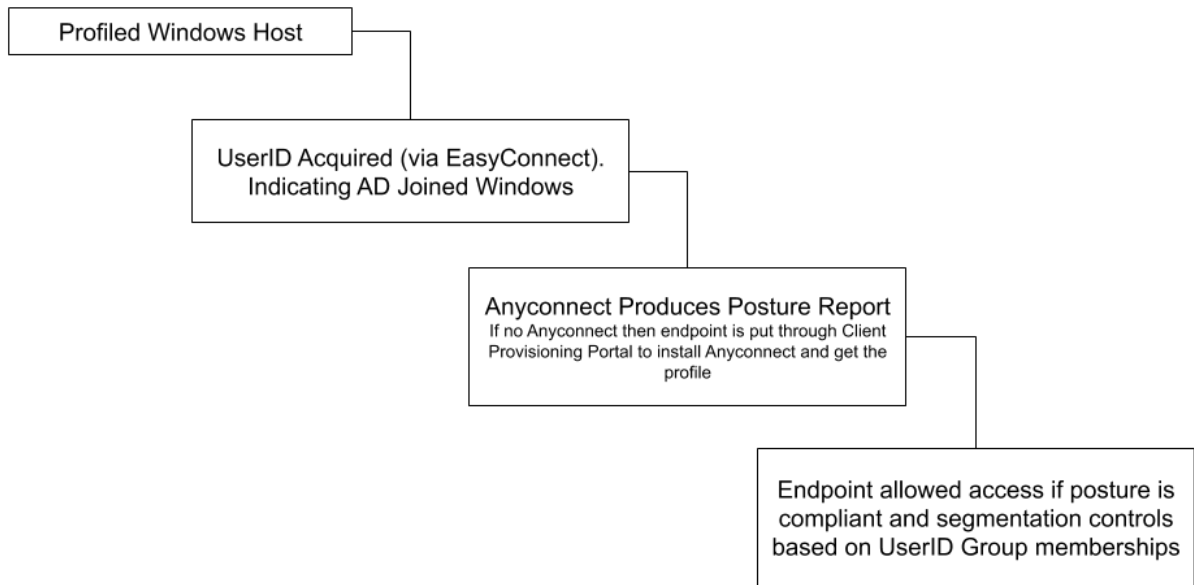 Profiled Windows Host
UserID Acquired (via EasyConnect).
Indicating AD Joined Windows
Anyconnect Produces Posture Report
If no Anyconnect then endpoint is put through Client
Provisioning Portal to install Anyconnect and get the
profile
Endpoint allowed access if posture is
compliant and segmentation controls
based on UserID Group memberships